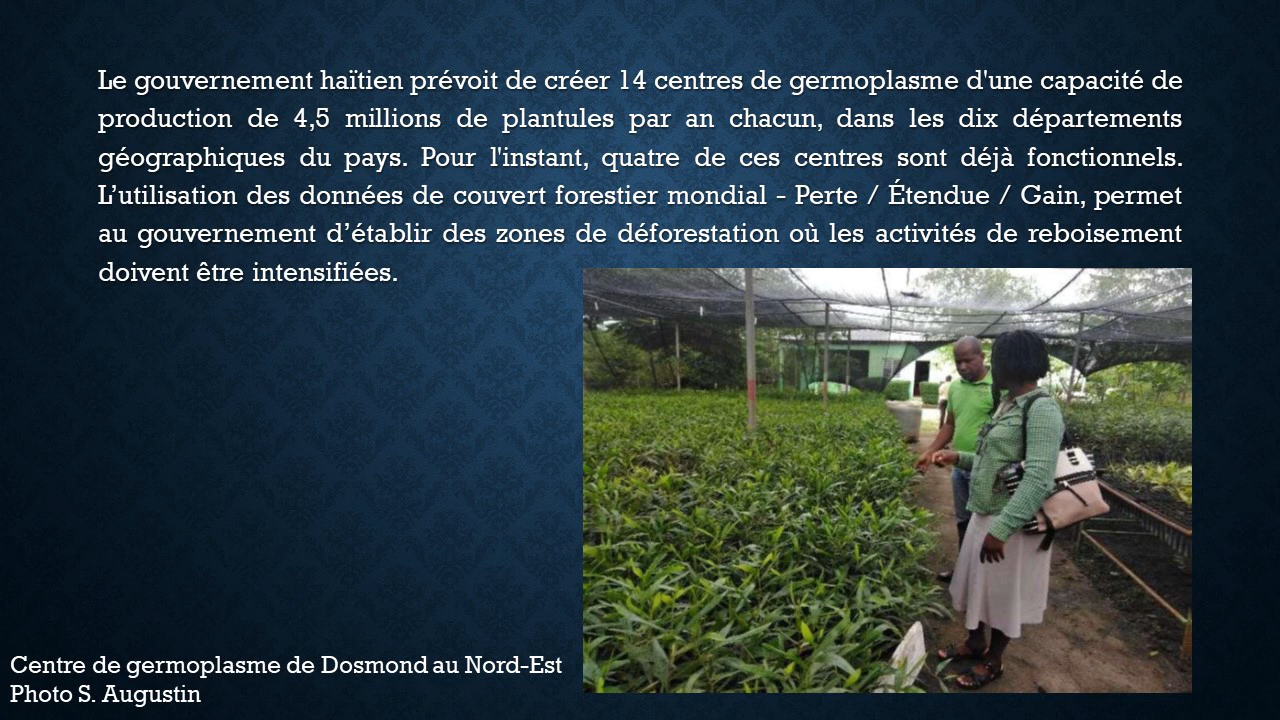 Le gouvernement haïtien prévoit de créer 14 centres de germoplasme d'une capacité de
production de 4,5 millions de plantules par an chacun, dans les dix départements
géographiques du pays. Pour l'instant, quatre de ces centres sont déjà fonctionnels.
L’utilisation des données de couvert forestier mondial - Perte / Étendue / Gain, permet
au gouvernement d’établir des zones de déforestation où les activités de reboisement
doivent être intensifiées.
Centre de germoplasme de Dosmond au Nord-Est
Photo S. Augustin